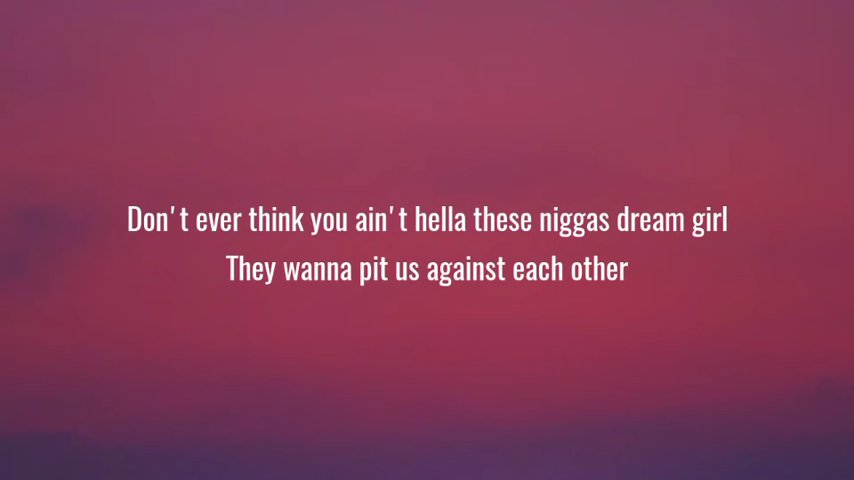 Don't ever think you ain't hella these niggas dream girl
They wanna pit us against each other